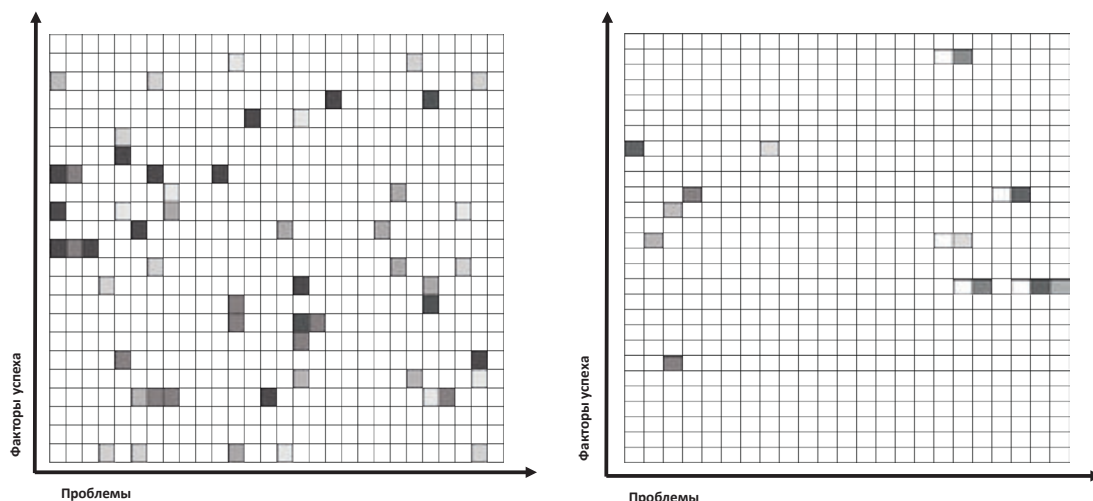 Факторы успеха
Проблемы
Факторы успеха
Проблемы